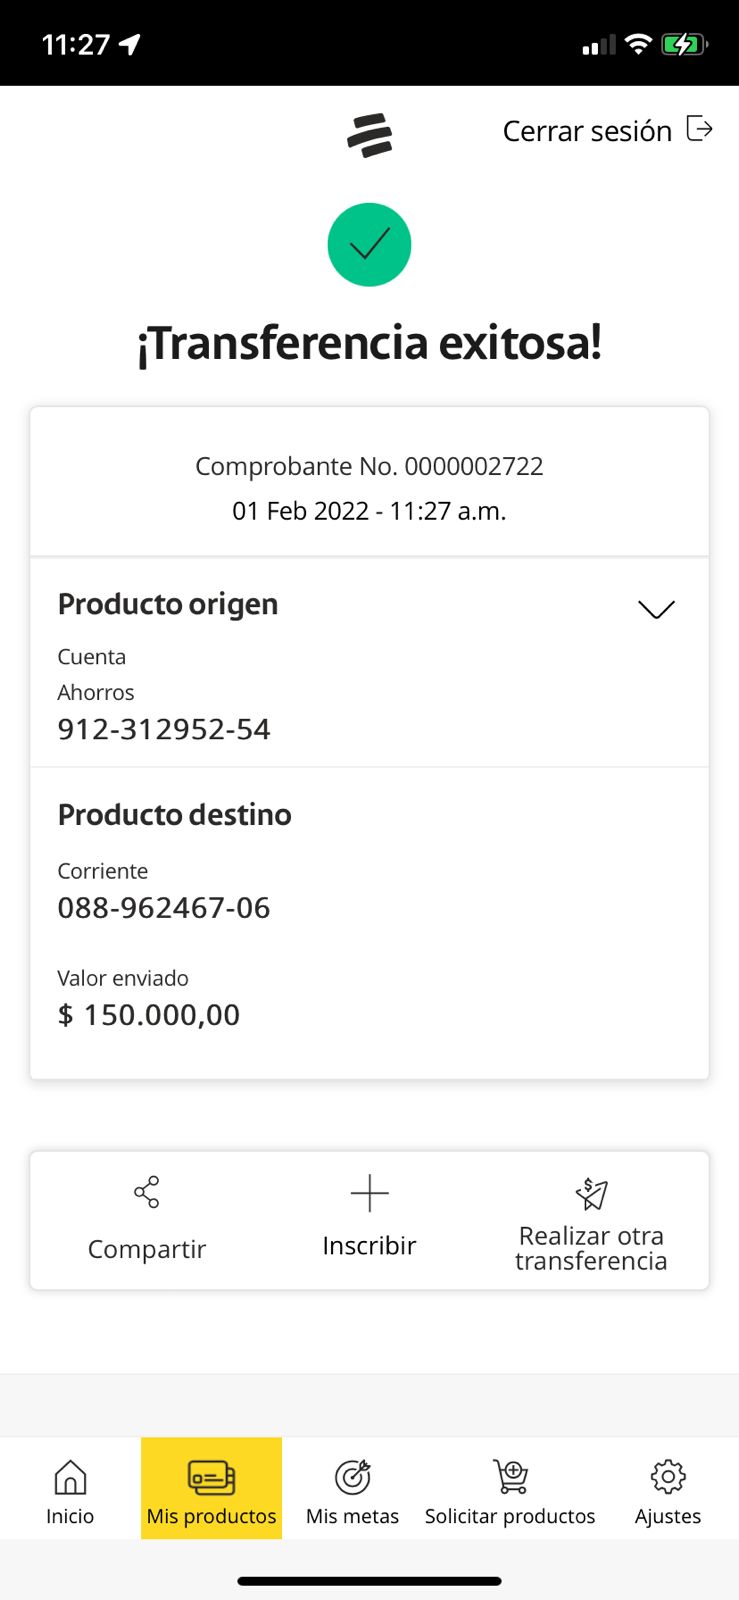 11:27
Cerrar sesión
¡Transferencia exitosa!
Comprobante No. 0000002722
01 Feb 2022 - 11:27 a.m.
Producto origen
Cuenta
Ahorros
912-312952-54
Producto destino
Corriente
088-962467-06
Valor enviado
$ 150.000,00
Compartir
Inscribir
Realizar otra
transferencia
Inicio
Mis productos
Mis metas
Solicitar productos
Ajustes